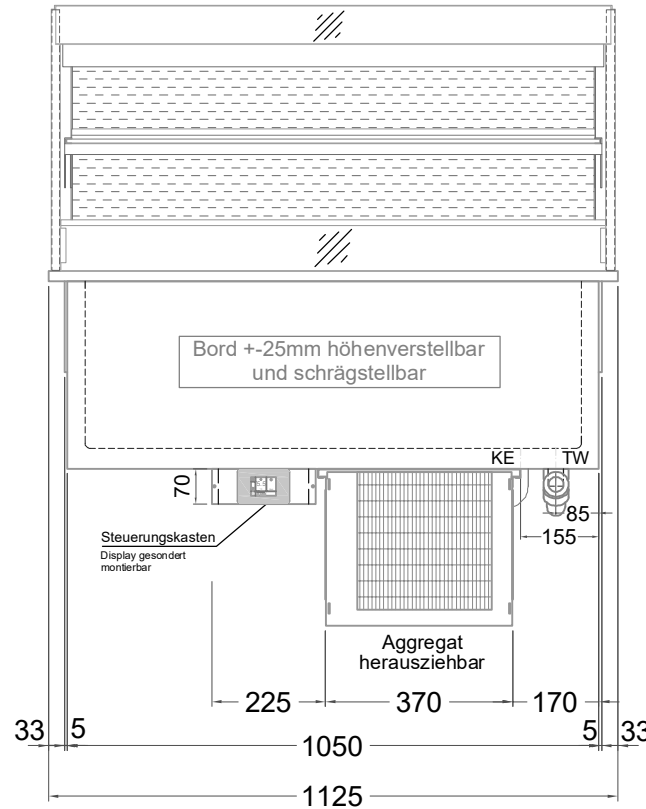 Bord +-25mm höhenverstellbar
und schrägstellbar
KE TW
70
85
155
Steuerungskasten
Display gesondert
montierbar
Aggregat
herausziehbar
225 370 170
33 5 1050 5 33
1125